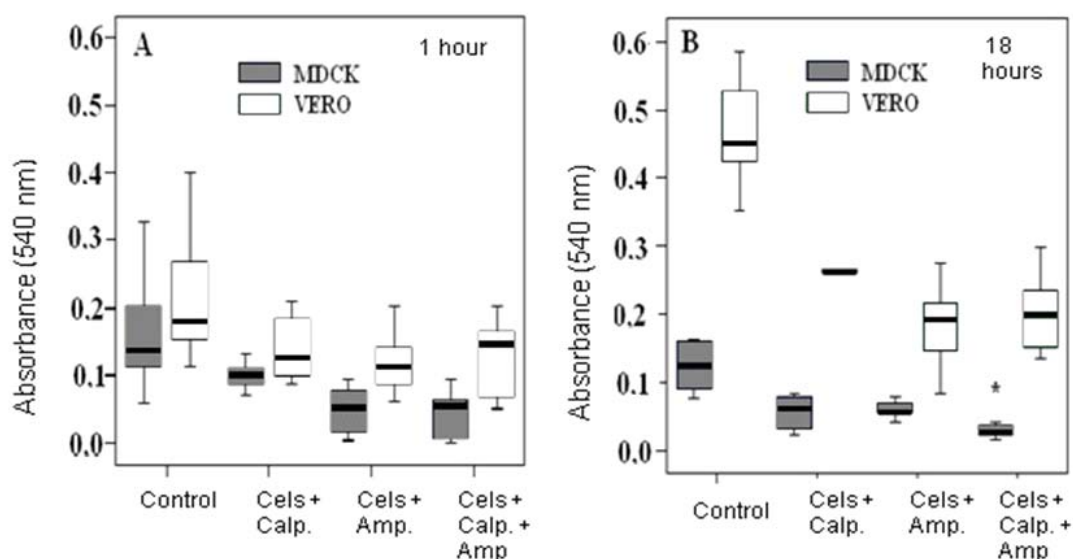 A
1 hour
MDCK
VERO
Absorbance (540 nm)
0.6
0.5
0.4
0.3
0.2
0.1
0.0
Control
Cels +
Calp.
Cels +
Amp.
Cels +
Calp. +
Amp
B
18
hours
MDCK
VERO
Absorbance (540 nm)
0.6
0.5
0.4
0.3
0.2
0.1
0.0
*
Control
Cels +
Calp.
Cels +
Amp.
Cels +
Calp. +
Amp